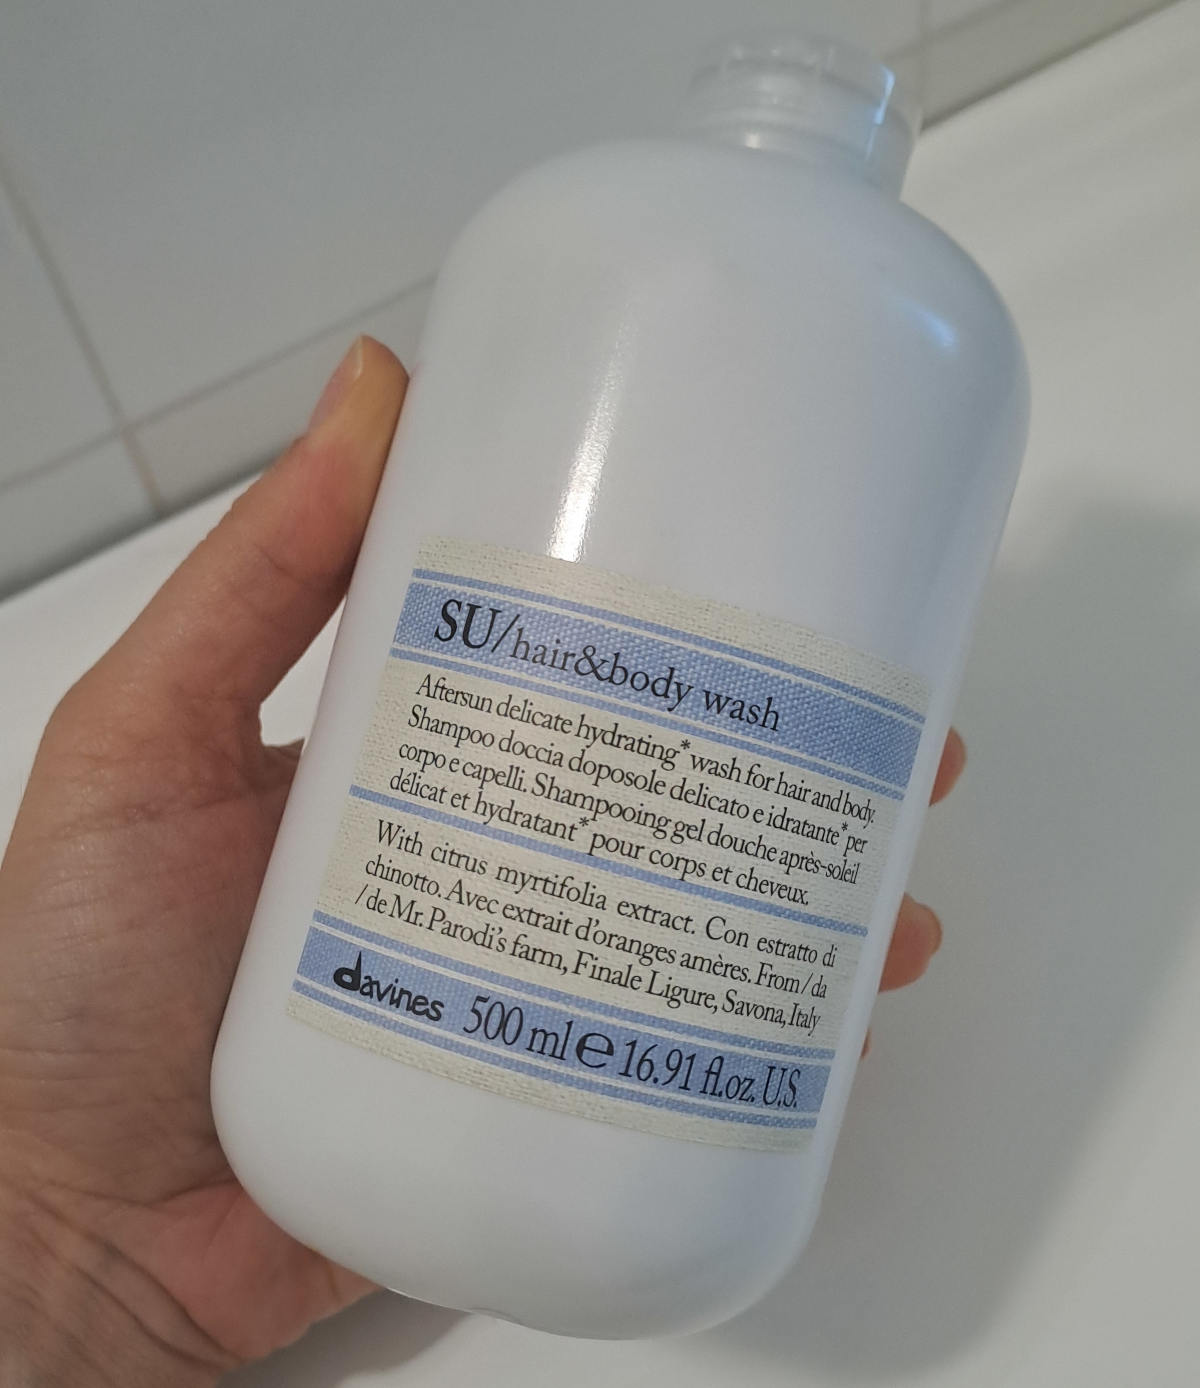 SU/hair&body wash
Aftersun delicate hydrating* wash for hair and body.
Shampoo doccia doposole delicato e idratante* per
corpo e capelli. Shampooing gel douche après-soleil
délicat et hydratant* pour corps et cheveux.
With citrus myrtifolia extract. Con estratto di
chinotto. Avec extrait d'oranges amères. From/da
/de Mr. Parodi's farm, Finale Ligure, Savona, Italy
davines 500 ml e 16.91 fl.oz. U.S.